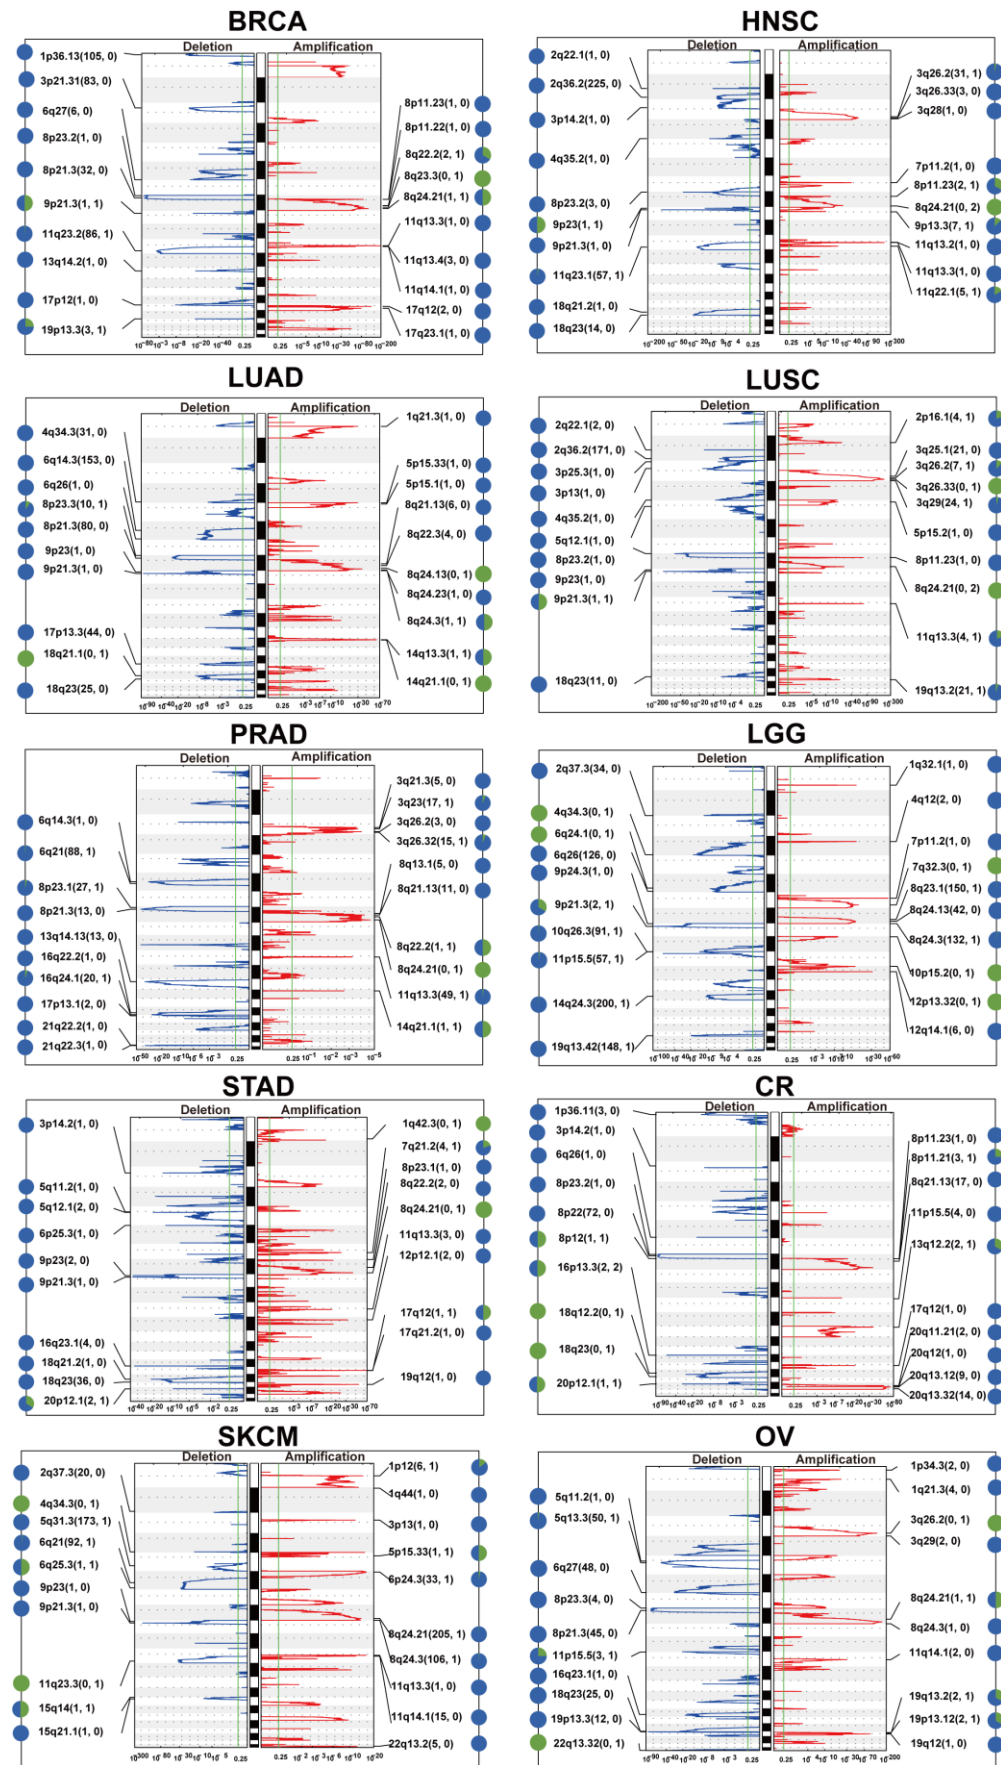 BRCA
Deletion Amplification
1p36.13(105, 0)
3p21.31(83, 0)
6q27(6, 0)
8p23.2(1, 0)
8p21.3(32, 0)
9p21.3(1, 1)
11q23.2(86, 1)
13q14.2(1, 0)
17p12(1, 0)
19p13.3(3, 1)
8p11.23(1, 0)
8p11.22(1, 0)
8q22.2(2, 1)
8q23.3(0, 1)
8q24.21(1, 1)
11q13.3(1, 0)
11q13.4(3, 0)
11q14.1(1, 0)
17q12(2, 0)
17q23.1(1, 0)
HNSC
Deletion Amplification
2q22.1(1, 0)
2q36.2(225, 0)
3p14.2(1, 0)
4q35.2(1, 0)
8p23.2(3, 0)
9p23(1, 1)
9p21.3(1, 0)
11q23.1(57, 1)
18q21.2(1, 0)
18q23(14, 0)
3q26.2(31, 1)
3q26.33(3, 0)
3q28(1, 0)
7p11.2(1, 0)
8p11.23(2, 1)
8q24.21(0, 2)
9p13.3(7, 1)
11q13.2(1, 0)
11q13.3(1, 0)
11q22.1(5, 1)
LUAD
Deletion Amplification
4q34.3(31, 0)
6q14.3(153, 0)
6q26(1, 0)
8p23.3(10, 1)
8p21.3(80, 0)
9p23(1, 0)
9p21.3(1, 0)
17p13.3(44, 0)
18q21.1(0, 1)
18q23(25, 0)
1q21.3(1, 0)
5p15.33(1, 0)
5p15.1(1, 0)
8q21.13(6, 0)
8q22.3(4, 0)
8q24.13(0, 1)
8q24.23(1, 0)
8q24.3(1, 1)
14q13.3(1, 1)
14q21.1(0, 1)
LUSC
Deletion Amplification
2q22.1(2, 0)
2q36.2(171, 0)
3p25.3(1, 0)
3p13(1, 0)
4q35.2(1, 0)
5q12.1(1, 0)
8p23.2(1, 0)
9p23(1, 0)
9p21.3(1, 1)
18q23(11, 0)
2p16.1(4, 1)
3q25.1(21, 0)
3q26.2(7, 1)
3q26.33(0, 1)
3q29(24, 1)
5p15.2(1, 0)
8p11.23(1, 0)
8q24.21(0, 2)
11q13.3(4, 1)
19q13.2(21, 1)
PRAD
Deletion Amplification
6q14.3(1, 0)
6q21(88, 1)
8p23.1(27, 1)
8p21.3(13, 0)
13q14.13(13, 0)
16q22.2(1, 0)
16q24.1(20, 1)
17p13.1(2, 0)
21q22.2(1, 0)
21q22.3(1, 0)
3q21.3(5, 0)
3q23(17, 1)
3q26.2(3, 0)
3q26.32(15, 1)
8q13.1(5, 0)
8q21.13(11, 0)
8q22.2(1, 1)
8q24.21(0, 1)
11q13.3(49, 1)
14q21.1(1, 1)
LGG
Deletion Amplification
2q37.3(34, 0)
4q34.3(0, 1)
6q24.1(0, 1)
6q26(126, 0)
9p24.3(1, 0)
9p21.3(2, 1)
10q26.3(91, 1)
11p15.5(57, 1)
14q24.3(200, 1)
19q13.42(148, 1)
1q32.1(1, 0)
4q12(2, 0)
7p11.2(1, 0)
7q32.3(0, 1)
8q23.1(150, 1)
8q24.13(42, 0)
8q24.3(132, 1)
10p15.2(0, 1)
12p13.32(0, 1)
12q14.1(6, 0)
STAD
Deletion Amplification
3p14.2(1, 0)
5q11.2(1, 0)
5q12.1(2, 0)
6p25.3(1, 0)
9p23(2, 0)
9p21.3(1, 0)
16q23.1(4, 0)
18q21.2(1, 0)
18q23(36, 0)
20p12.1(2, 1)
1q42.3(0, 1)
7q21.2(4, 1)
8p23.1(1, 0)
8q22.2(2, 0)
8q24.21(0, 1)
11q13.3(3, 0)
12p12.1(2, 0)
17q12(1, 1)
17q21.2(1, 0)
19q12(1, 0)
CR
Deletion Amplification
1p36.11(3, 0)
3p14.2(1, 0)
6q26(1, 0)
8p23.2(1, 0)
8p22(72, 0)
8p12(1, 1)
16p13.3(2, 2)
18q12.2(0, 1)
18q23(0, 1)
20p12.1(1, 1)
8p11.23(1, 0)
8p11.21(3, 1)
8q21.13(17, 0)
11p15.5(4, 0)
13q12.2(2, 1)
17q12(1, 0)
20q11.21(2, 0)
20q12(1, 0)
20q13.12(9, 0)
20q13.32(14, 0)
SKCM
Deletion Amplification
2q37.3(20, 0)
4q34.3(0, 1)
5q31.3(173, 1)
6q21(92, 1)
6q25.3(1, 1)
9p23(1, 0)
9p21.3(1, 0)
11q23.3(0, 1)
15q14(1, 1)
15q21.1(1, 0)
1p12(6, 1)
1q44(1, 0)
3p13(1, 0)
5p15.33(1, 1)
6p24.3(33, 1)
8q24.21(205, 1)
8q24.3(106, 1)
11q13.3(1, 0)
11q14.1(15, 0)
22q13.2(5, 0)
OV
Deletion Amplification
5q11.2(1, 0)
5q13.3(50, 1)
6q27(48, 0)
8p23.3(4, 0)
8p21.3(45, 0)
11p15.5(3, 1)
16q23.1(1, 0)
18q23(25, 0)
19p13.3(12, 0)
22q13.32(0, 1)
1p34.3(2, 0)
1q21.3(4, 0)
3q26.2(0, 1)
3q29(2, 0)
8q24.21(1, 1)
8q24.3(1, 0)
11q14.1(2, 0)
19q13.2(2, 1)
19p13.12(2, 1)
19q12(1, 0)